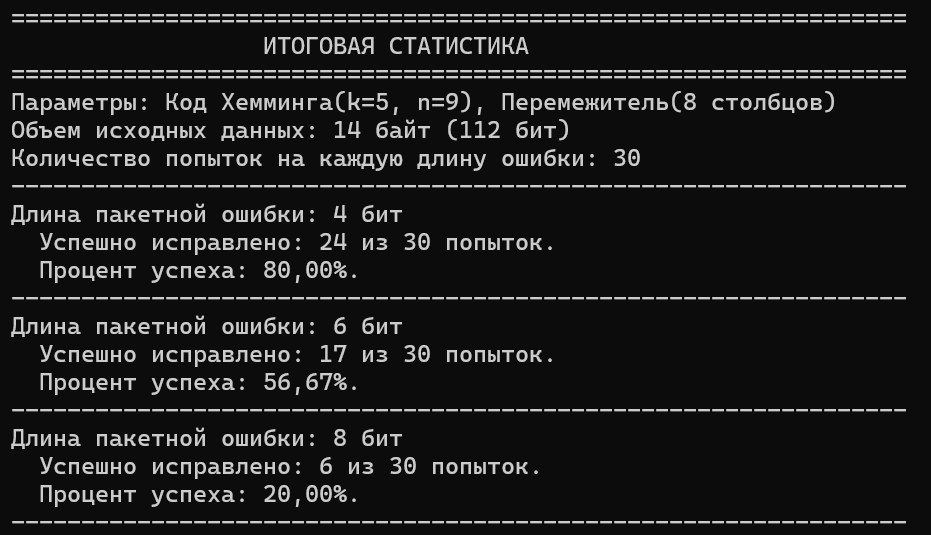 ================================================================
ИТОГОВАЯ СТАТИСТИКА
================================================================
Параметры: Код Хемминга(k=5, n=9), Перемежитель(8 столбцов)
Объем исходных данных: 14 байт (112 бит)
Количество попыток на каждую длину ошибки: 30
----------------------------------------------------------------
Длина пакетной ошибки: 4 бит
Успешно исправлено: 24 из 30 попыток.
Процент успеха: 80,00%.
----------------------------------------------------------------
Длина пакетной ошибки: 6 бит
Успешно исправлено: 17 из 30 попыток.
Процент успеха: 56,67%.
----------------------------------------------------------------
Длина пакетной ошибки: 8 бит
Успешно исправлено: 6 из 30 попыток.
Процент успеха: 20,00%.
----------------------------------------------------------------